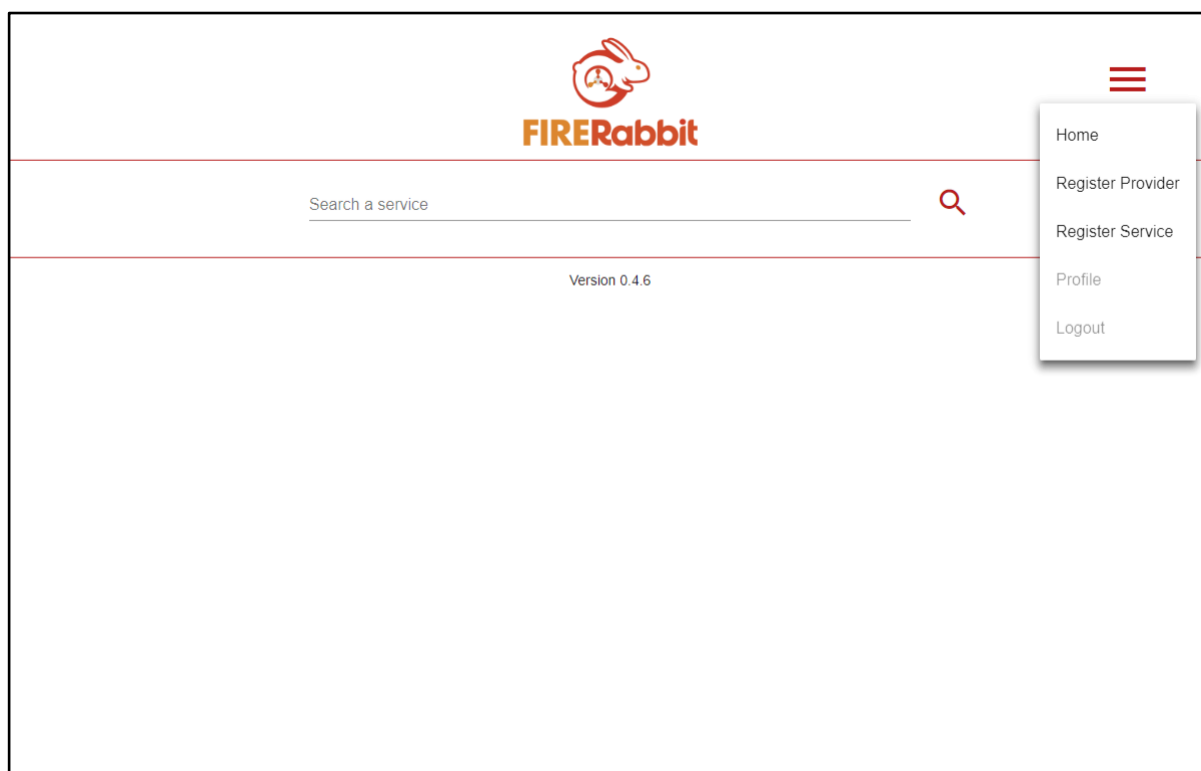 FIRERabbit
Home
Register Provider
Search a service
Register Service
Version 0.4.6
Profile
Logout